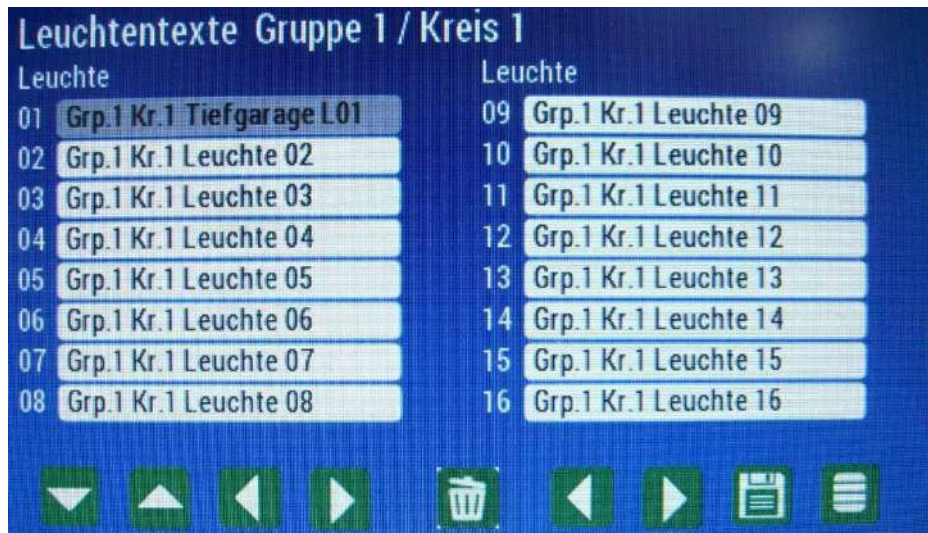 Leuchtentexte Gruppe 1 / Kreis 1
Leuchte
01 Grp.1 Kr.1 Tiefgarage L01
02 Grp.1 Kr.1 Leuchte 02
03 Grp.1 Kr.1 Leuchte 03
04 Grp.1 Kr.1 Leuchte 04
05 Grp.1 Kr.1 Leuchte 05
06 Grp.1 Kr.1 Leuchte 06
07 Grp.1 Kr.1 Leuchte 07
08 Grp.1 Kr.1 Leuchte 08
Leuchte
09 Grp.1 Kr.1 Leuchte 09
10 Grp.1 Kr.1 Leuchte 10
11 Grp.1 Kr.1 Leuchte 11
12 Grp.1 Kr.1 Leuchte 12
13 Grp.1 Kr.1 Leuchte 13
14 Grp.1 Kr.1 Leuchte 14
15 Grp.1 Kr.1 Leuchte 15
16 Grp.1 Kr.1 Leuchte 16